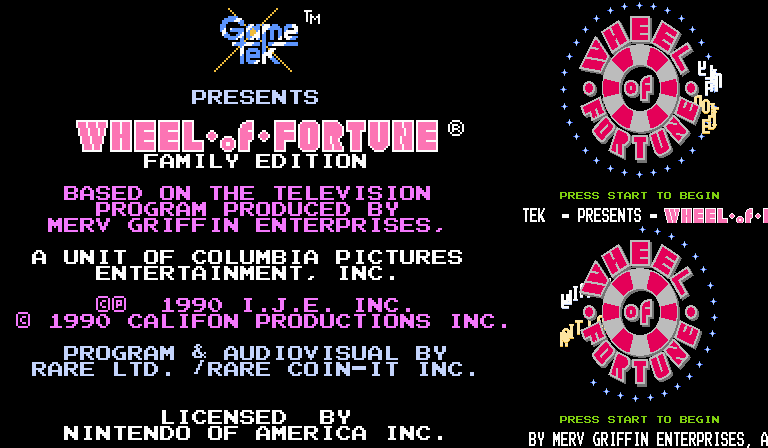 Game
Tek TM
PRESENTS
WHEEL·of·FORTUNE®
FAMILY EDITION
BASED ON THE TELEVISION
PROGRAM PRODUCED BY
MERV GRIFFIN ENTERPRISES,
A UNIT OF COLUMBIA PICTURES
ENTERTAINMENT, INC.
©℗ 1990 I.J.E. INC.
© 1990 CALIFON PRODUCTIONS INC.
PROGRAM & AUDIOVISUAL BY
RARE LTD. /RARE COIN-IT INC.
LICENSED BY
NINTENDO OF AMERICA INC.
WHEEL
of
FORTUNE
PRESS START TO BEGIN
TEK - PRESENTS - WHEEL·of·F
WHEEL
of
FORTUNE
PRESS START TO BEGIN
BY MERV GRIFFIN ENTERPRISES, A